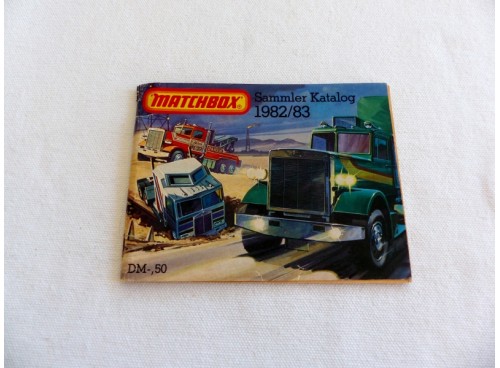 MATCHBOX
Sammler Katalog
1982/83
DM-,50